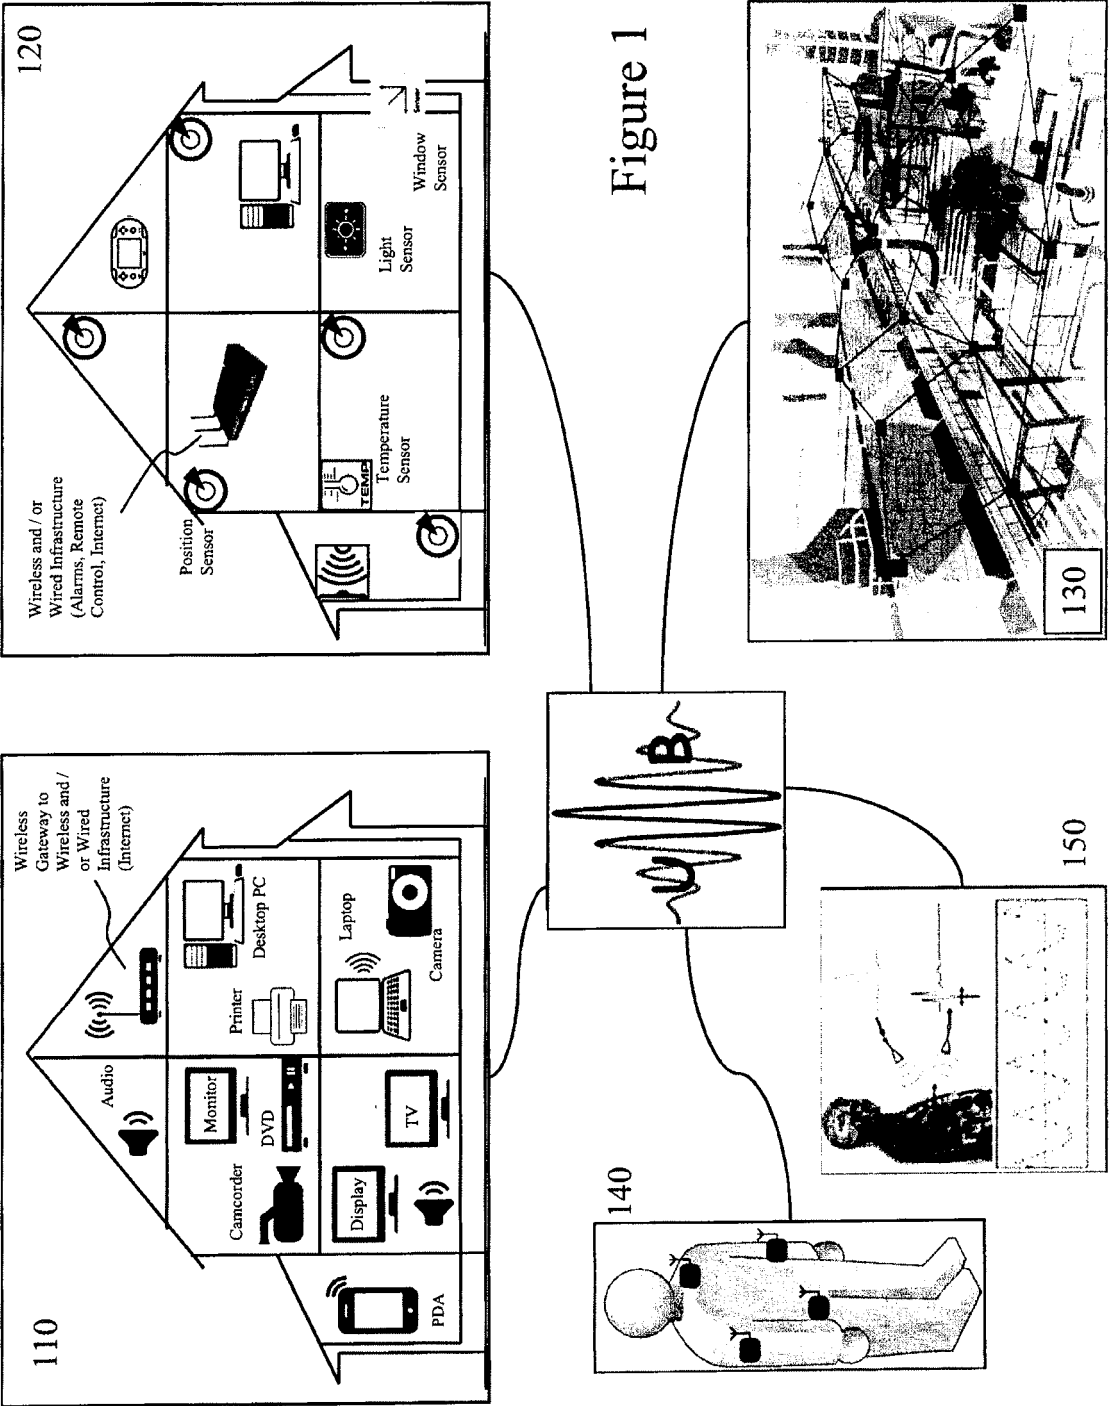 110
Wireless
Gateway to
Wireless and /
or Wired
Infrastructure
(Internet)
Audio
Camcorder
Monitor
DVD
Printer
Desktop PC
PDA
Display
TV
Laptop
Camera
120
Wireless and / or
Wired Infrastructure
(Alarms, Remote
Control, Internet)
Position
Sensor
TEMP
Temperature
Sensor
Light
Sensor
Window
Sensor
Sensor
U
B
140
150
130
Figure 1